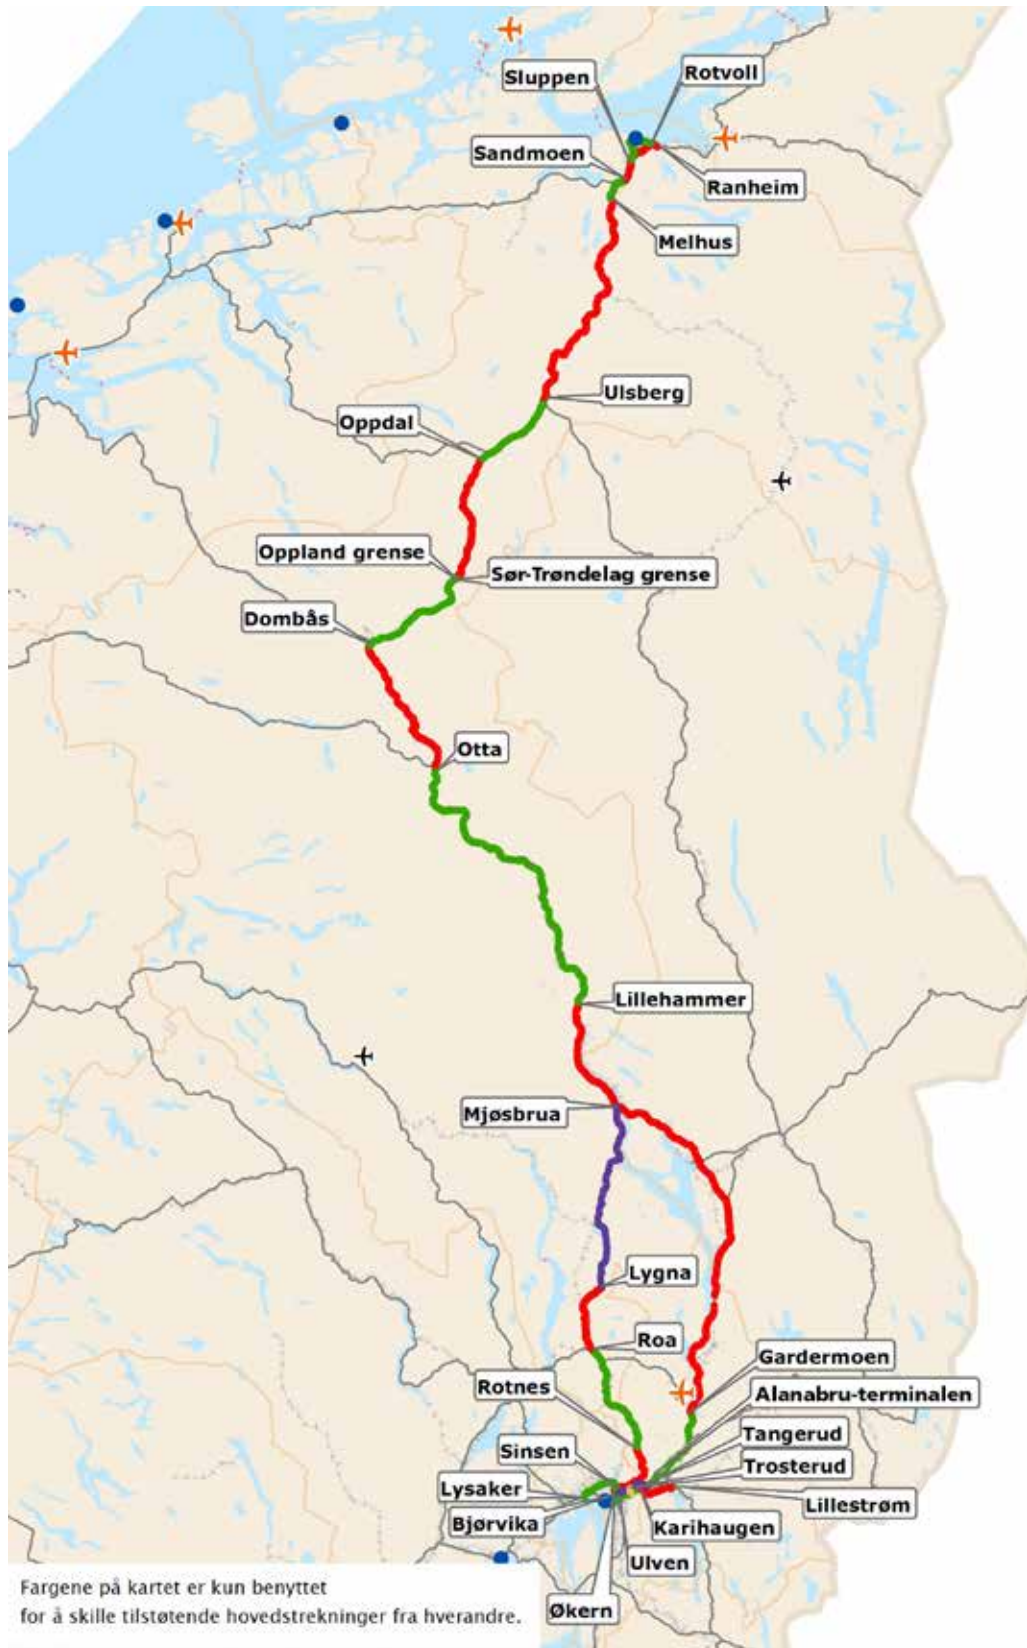 Sluppen
Rotvoll
Sandmoen
Ranheim
Melhus
Ulsberg
Oppdal
Oppland grense
Sør-Trøndelag grense
Dombås
Otta
Lillehammer
Mjøsbrua
Lygna
Roa
Gardermoen
Rotnes
Alanabru-terminalen
Tangerud
Sinsen
Trosterud
Lysaker
Lillestrøm
Bjørvika
Karihaugen
Ulven
Økern
Fargene på kartet er kun benyttet
for å skille tilstøtende hovedstrekninger fra hverandre.